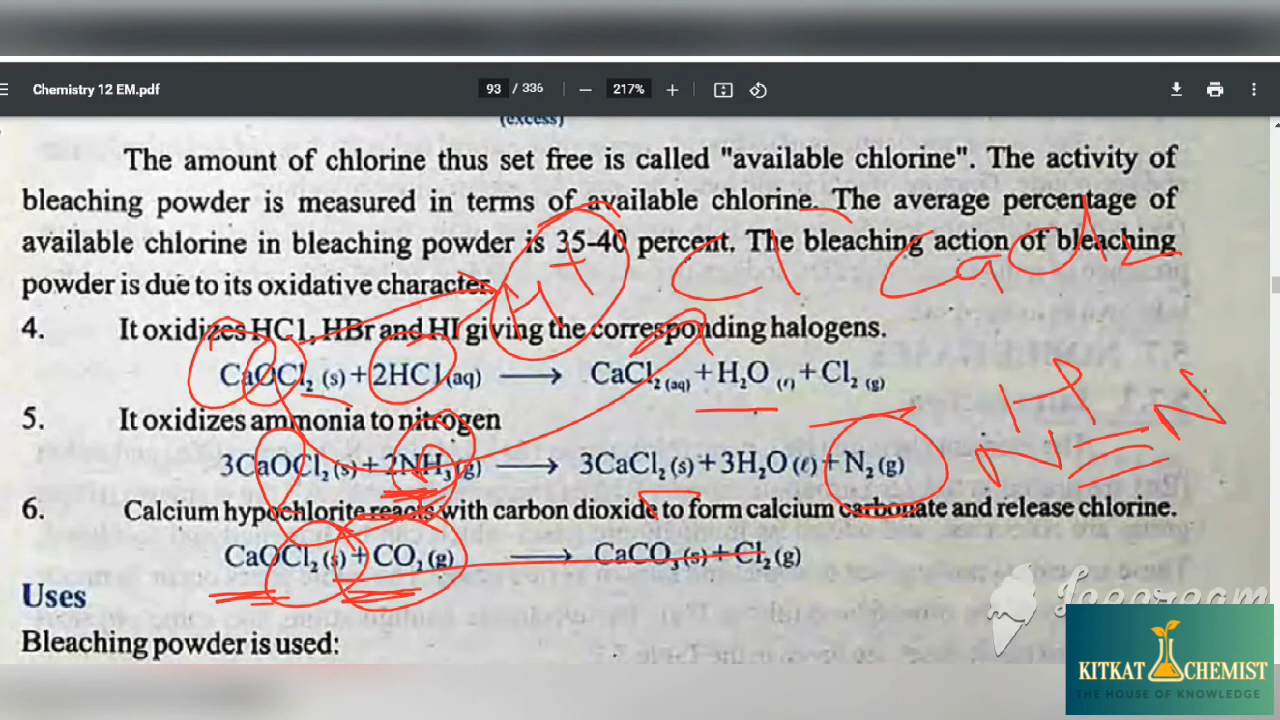 Chemistry 12 EM.pdf
93 / 336
217%
(excess)
The amount of chlorine thus set free is called "available chlorine". The activity of
bleaching powder is measured in terms of available chlorine. The average percentage of
available chlorine in bleaching powder is 35-40 percent. The bleaching action of bleaching
powder is due to its oxidative character.
4. It oxidizes HCl, HBr and HI giving the corresponding halogens.
CaOCl₂ (s) + 2HCl (aq) ⟶ CaCl₂ (aq) + H₂O (ℓ) + Cl₂ (g)
5. It oxidizes ammonia to nitrogen
3CaOCl₂ (s) + 2NH₃ (g) ⟶ 3CaCl₂ (s) + 3H₂O (ℓ) + N₂ (g)
6. Calcium hypochlorite reacts with carbon dioxide to form calcium carbonate and release chlorine.
CaOCl₂ (s) + CO₂ (g) ⟶ CaCO₃ (s) + Cl₂ (g)
Uses
Bleaching powder is used:
H+
Cl
H
N≡N
KITKAT CHEMIST
THE HOUSE OF KNOWLEDGE